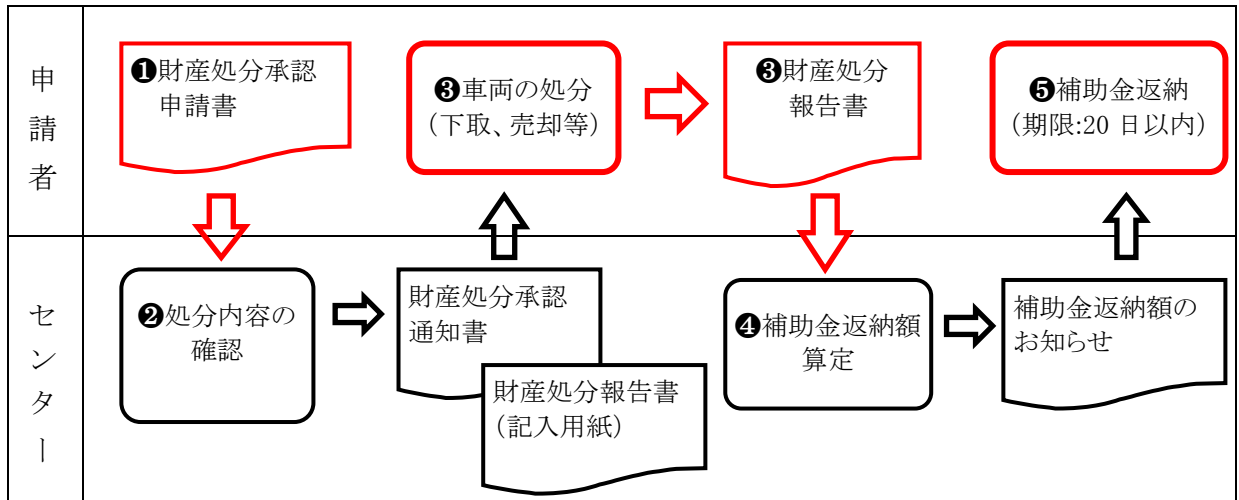 申請者
❶財産処分承認
申請書
❸車両の処分
（下取、売却等）
❸財産処分
報告書
❺補助金返納
（期限:20 日以内）
センター
❷処分内容の
確認
財産処分承認
通知書
財産処分報告書
（記入用紙）
❹補助金返納額
算定
補助金返納額の
お知らせ